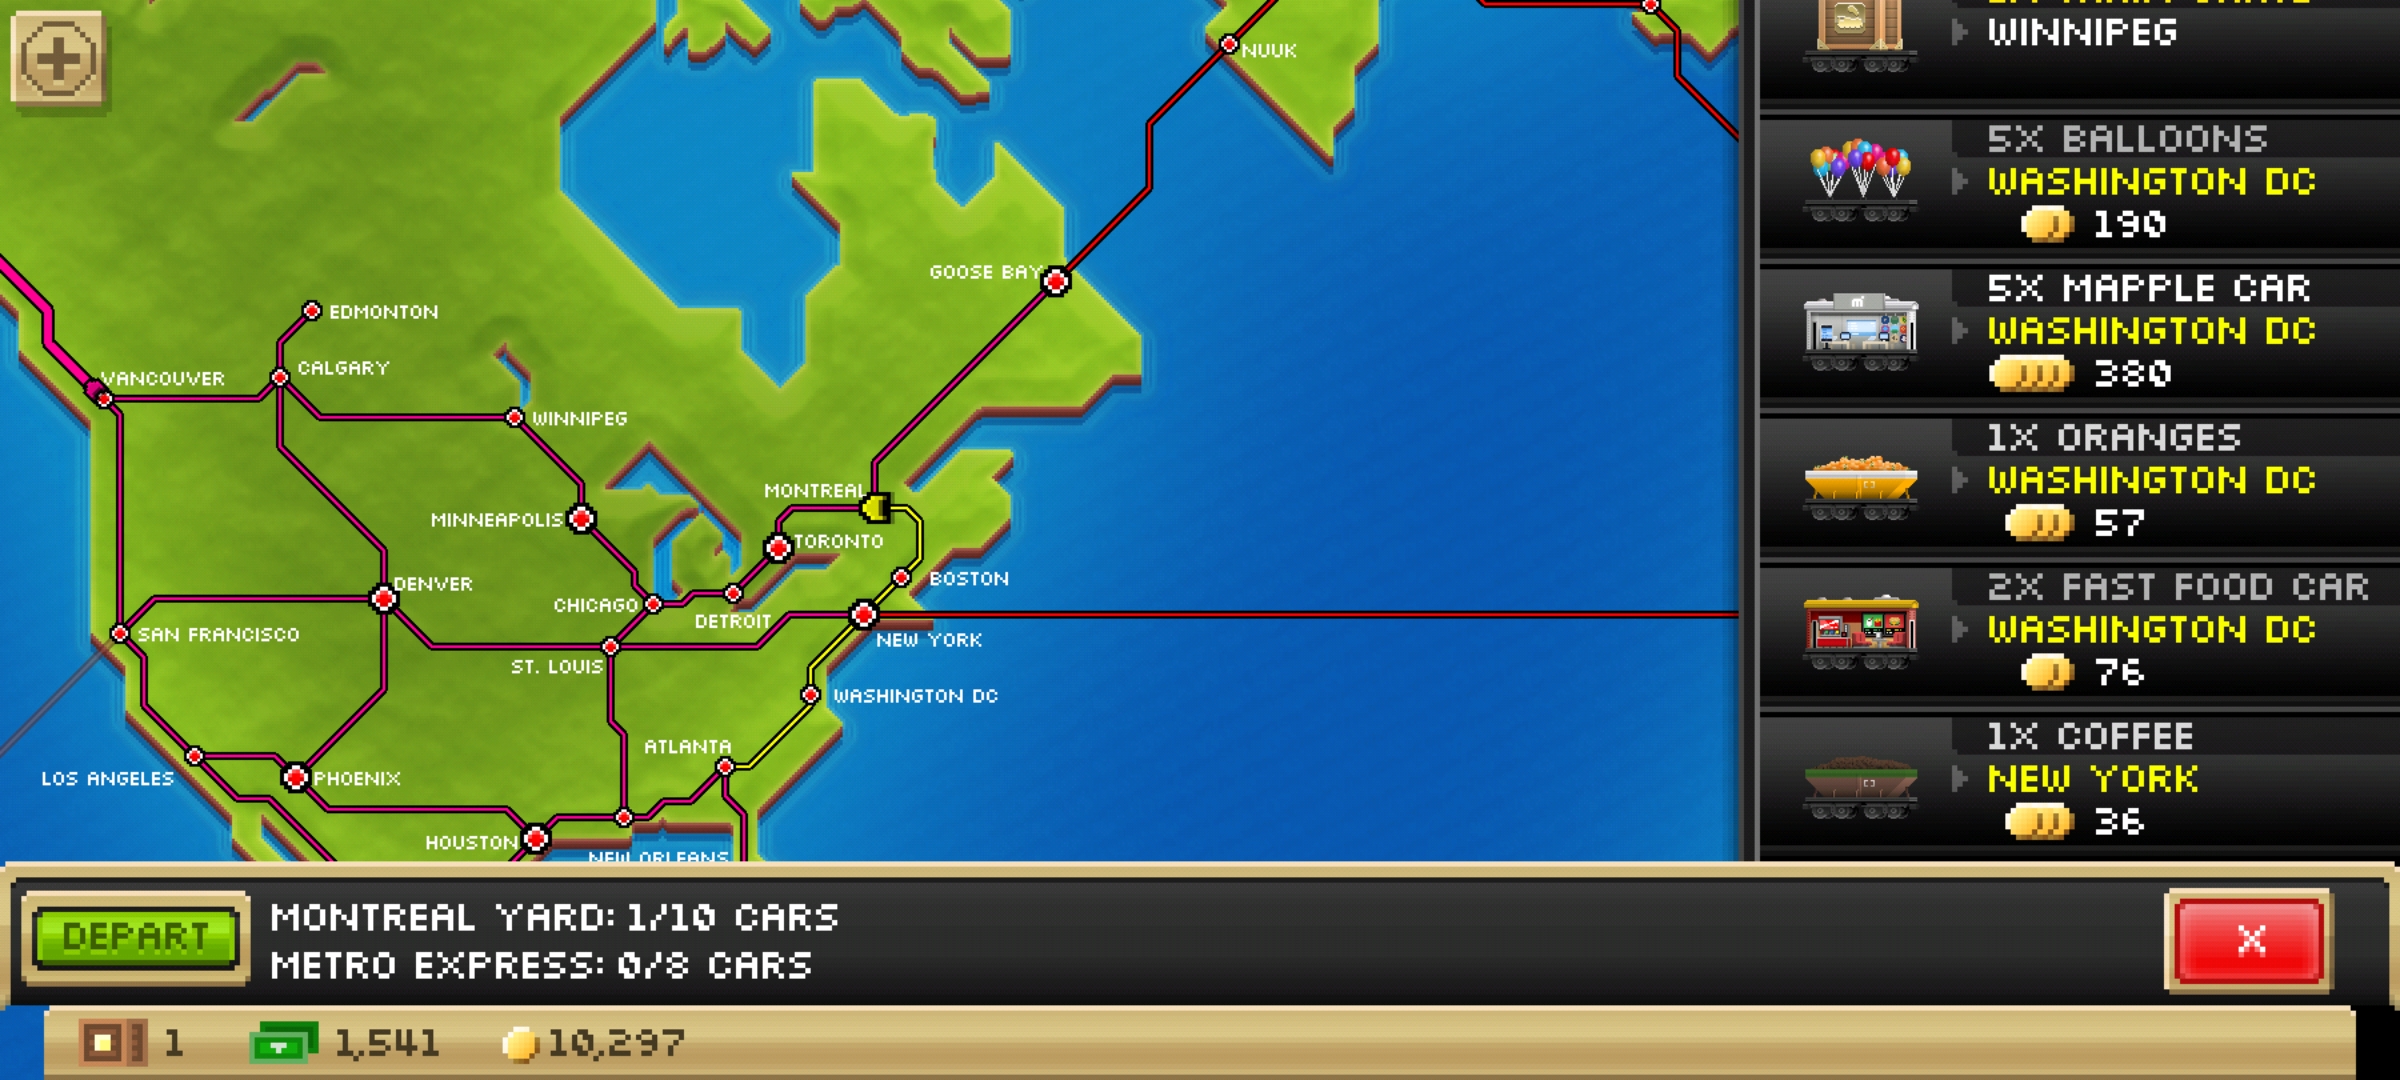 NUUK
GOOSE BAY
EDMONTON
CALGARY
VANCOUVER
WINNIPEG
MONTREAL
MINNEAPOLIS
TORONTO
BOSTON
DENVER
CHICAGO
DETROIT
SAN FRANCISCO
NEW YORK
ST. LOUIS
WASHINGTON DC
ATLANTA
LOS ANGELES
PHOENIX
HOUSTON
NEW ORLEANS
WINNIPEG
5X BALLOONS
WASHINGTON DC
190
5X MAPPLE CAR
WASHINGTON DC
380
1X ORANGES
WASHINGTON DC
57
2X FAST FOOD CAR
WASHINGTON DC
76
1X COFFEE
NEW YORK
36
DEPART
MONTREAL YARD: 1/10 CARS
METRO EXPRESS: 0/8 CARS
X
1 1,541 10,297